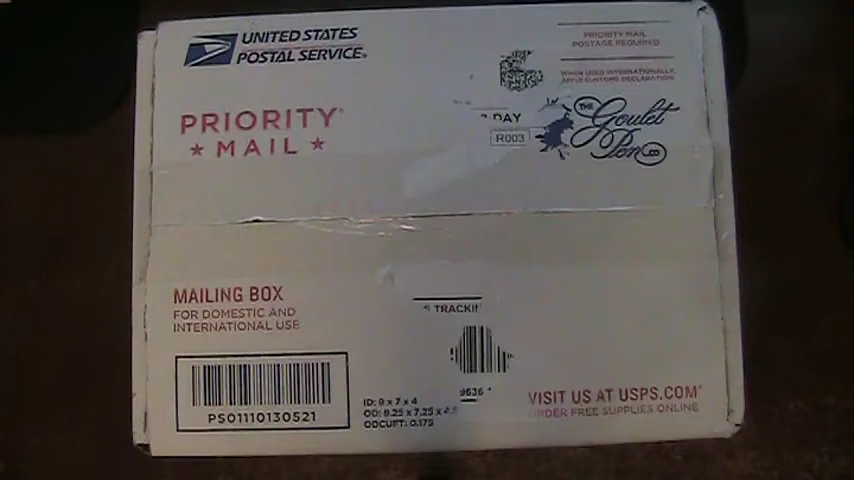 UNITED STATES
POSTAL SERVICE®
PRIORITY MAIL
POSTAGE REQUIRED
WHEN USED INTERNATIONALLY,
AFFIX CUSTOMS DECLARATION.
PRIORITY®
★ MAIL ★
DAY
R003
THE
Goulet
Pen CO
MAILING BOX
FOR DOMESTIC AND
INTERNATIONAL USE
PS01110130521
TRACKIN
9636
ID: 9 x 7 x 4
OD: 9.25 x 7.25 x
ODCUFT: 0.175
VISIT US AT USPS.COM®
ORDER FREE SUPPLIES ONLINE